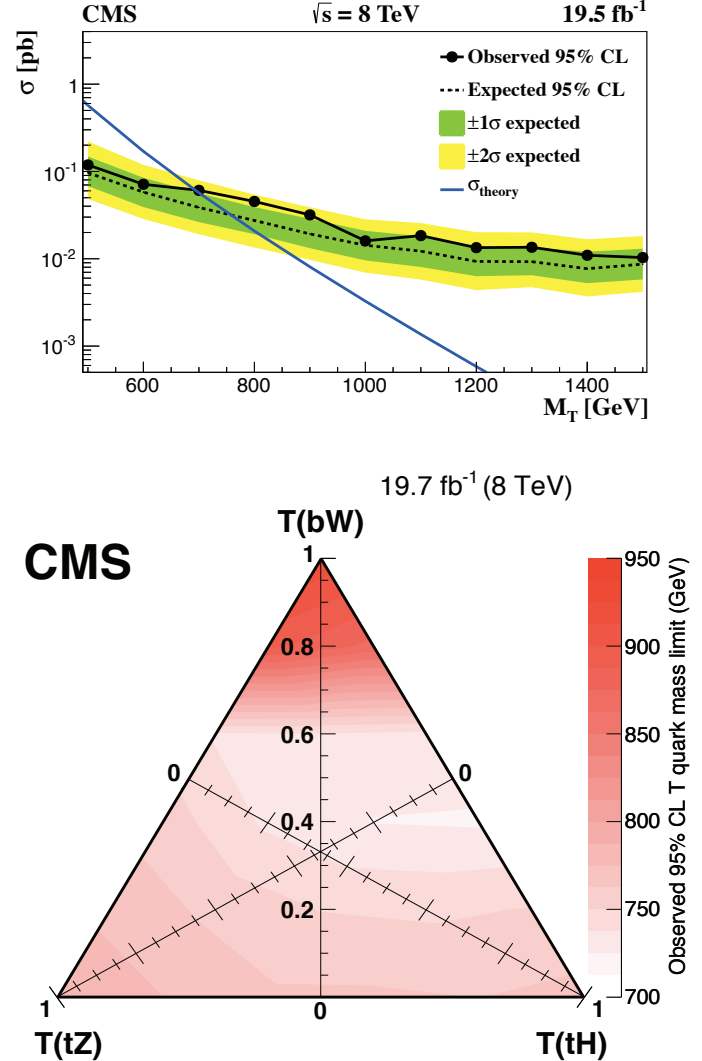 CMS √s = 8 TeV 19.5 fb⁻¹
σ [pb]
Observed 95% CL
Expected 95% CL
±1σ expected
±2σ expected
σtheory
1
10⁻¹
10⁻²
10⁻³
600 800 1000 1200 1400
M_T [GeV]
19.7 fb⁻¹ (8 TeV)
T(bW)
CMS
1
950
0.8
900
850
0.6
0 0
0.4
800
0.2
750
700
1 0 1
T(tZ) T(tH)
Observed 95% CL T quark mass limit (GeV)